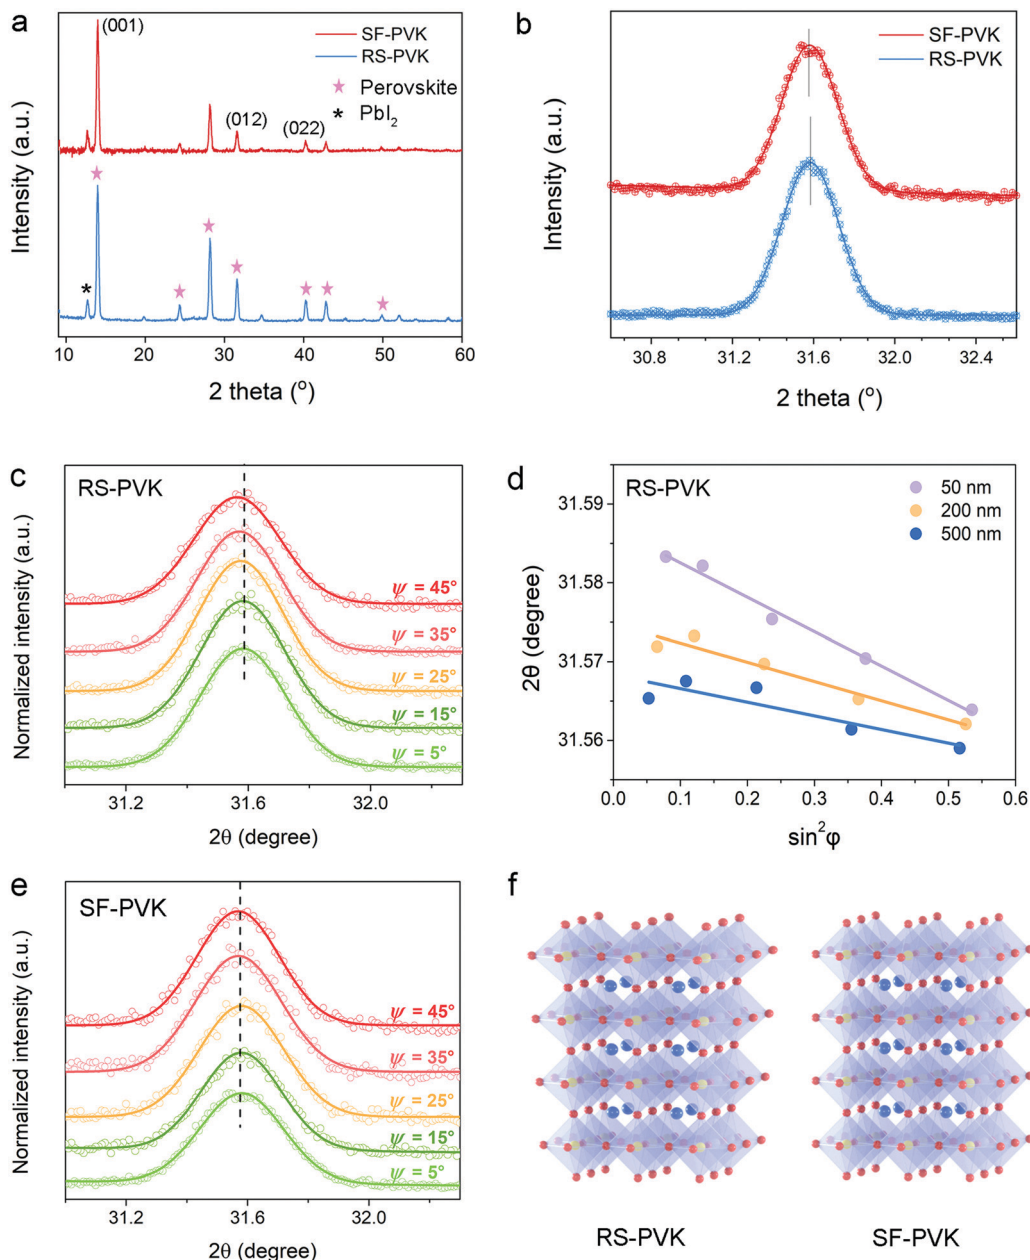 a
(001)
SF-PVK
RS-PVK
Perovskite
* PbI₂
(012)
(022)
Intensity (a.u.)
10 20 30 40 50 60
2 theta (°)
b
SF-PVK
RS-PVK
Intensity (a.u.)
30.8 31.2 31.6 32.0 32.4
2 theta (°)
c
RS-PVK
Normalized intensity (a.u.)
ψ = 45°
ψ = 35°
ψ = 25°
ψ = 15°
ψ = 5°
31.2 31.6 32.0
2θ (degree)
d
RS-PVK
50 nm
200 nm
500 nm
2θ (degree)
31.59
31.58
31.57
31.56
0.0 0.1 0.2 0.3 0.4 0.5 0.6
sin²φ
e
SF-PVK
Normalized intensity (a.u.)
ψ = 45°
ψ = 35°
ψ = 25°
ψ = 15°
ψ = 5°
31.2 31.6 32.0
2θ (degree)
f
RS-PVK SF-PVK